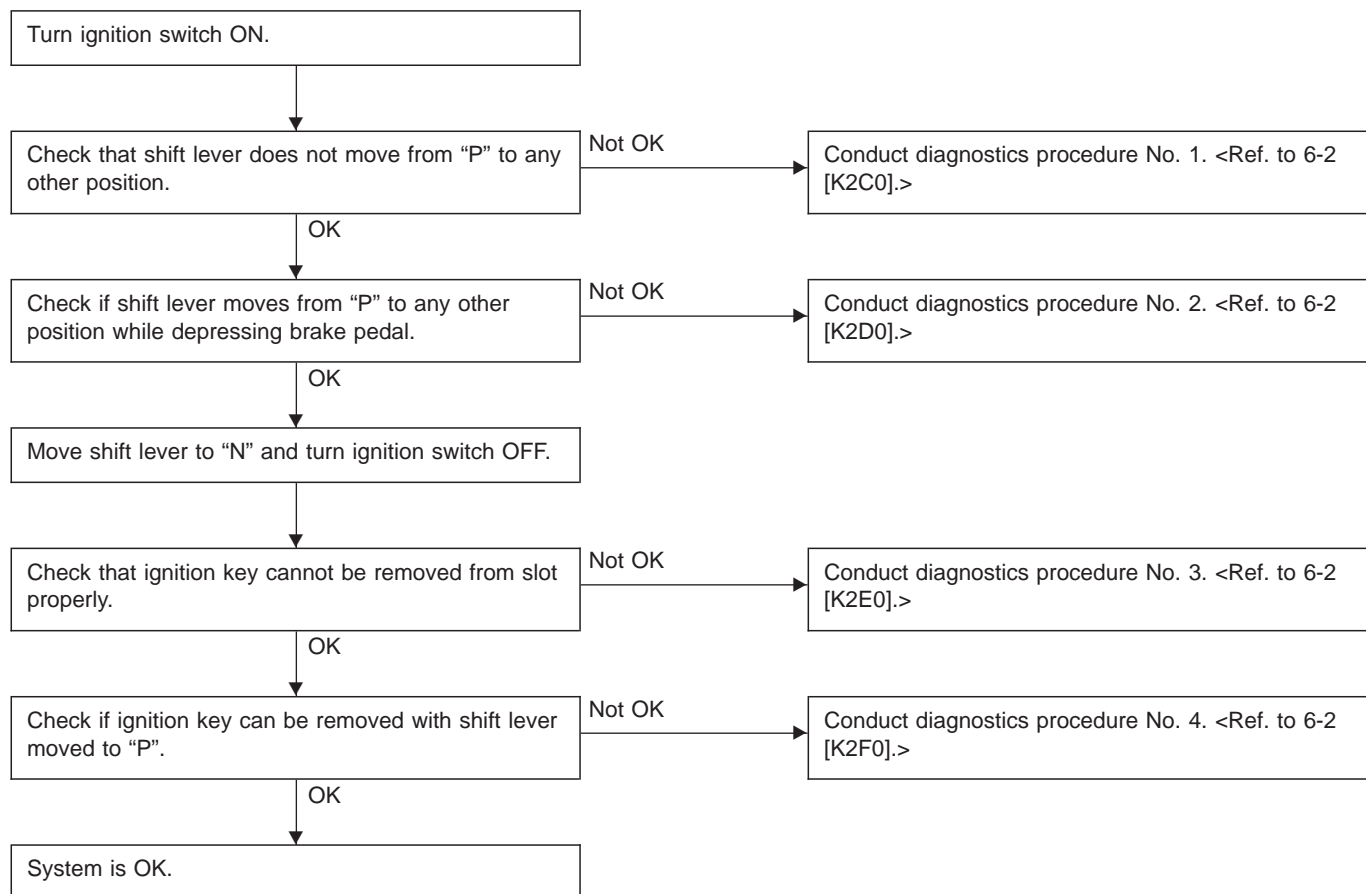 Turn ignition switch ON.
Check that shift lever does not move from “P” to any
other position.
Not OK
Conduct diagnostics procedure No. 1. <Ref. to 6-2
[K2C0].>
OK
Check if shift lever moves from “P” to any other
position while depressing brake pedal.
Not OK
Conduct diagnostics procedure No. 2. <Ref. to 6-2
[K2D0].>
OK
Move shift lever to “N” and turn ignition switch OFF.
Check that ignition key cannot be removed from slot
properly.
Not OK
Conduct diagnostics procedure No. 3. <Ref. to 6-2
[K2E0].>
OK
Check if ignition key can be removed with shift lever
moved to “P”.
Not OK
Conduct diagnostics procedure No. 4. <Ref. to 6-2
[K2F0].>
OK
System is OK.